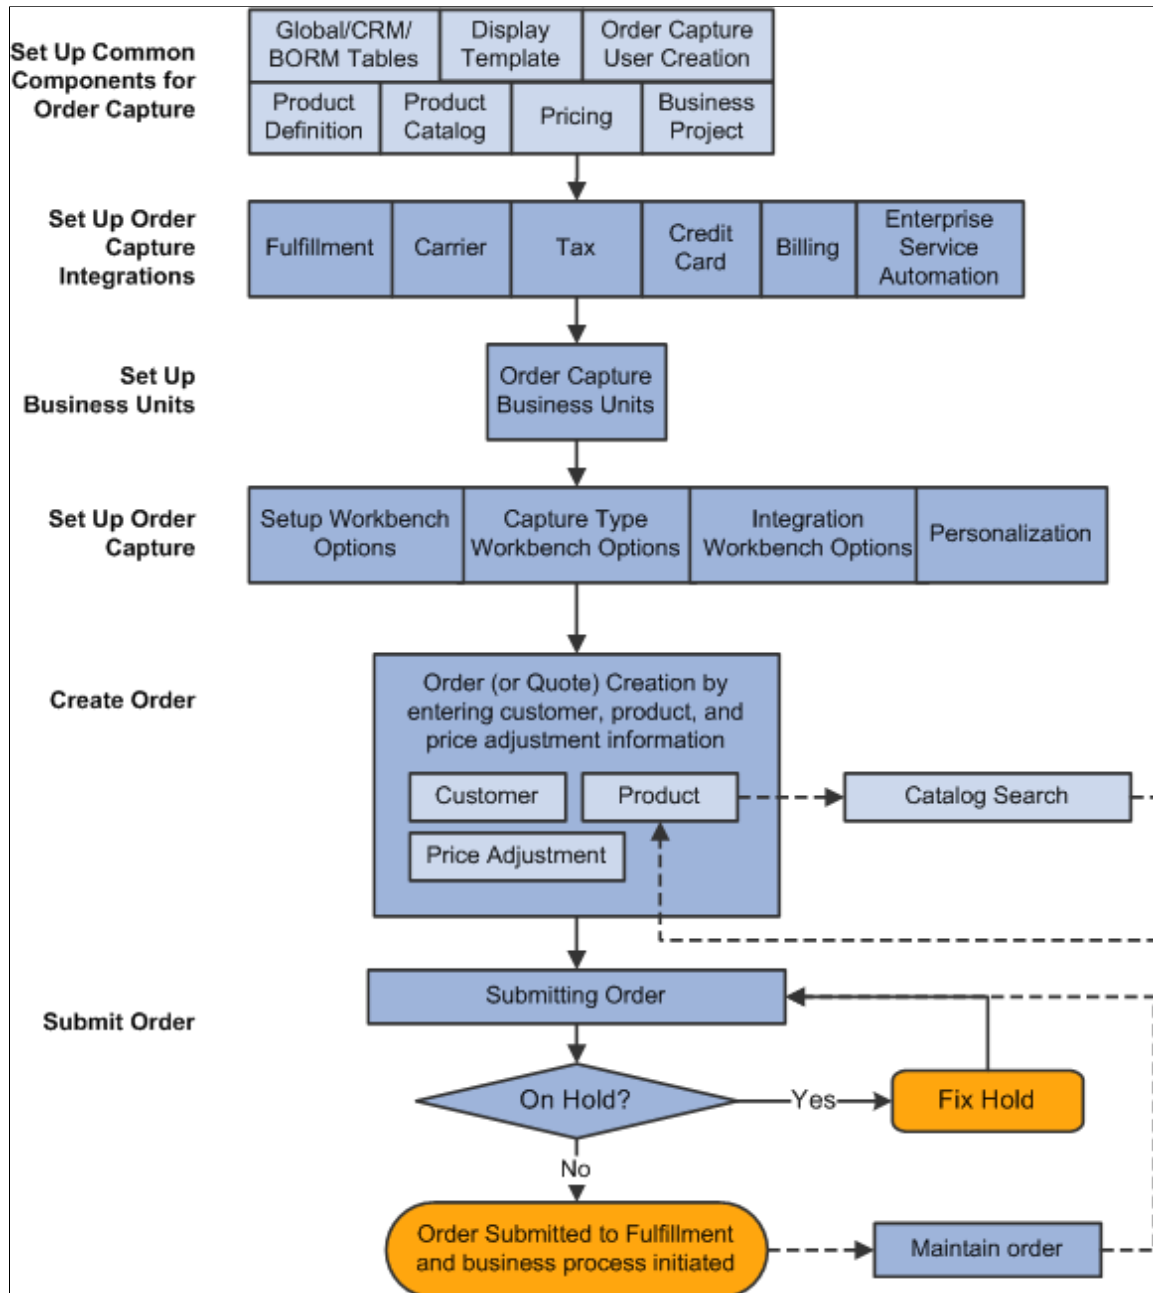 Set Up Common
Components for
Order Capture
Global/CRM/
BORM Tables
Display
Template
Order Capture
User Creation
Product
Definition
Product
Catalog
Pricing
Business
Project
Set Up Order
Capture
Integrations
Fulfillment
Carrier
Tax
Credit
Card
Billing
Enterprise
Service
Automation
Set Up
Business Units
Order Capture
Business Units
Set Up Order
Capture
Setup Workbench
Options
Capture Type
Workbench Options
Integration
Workbench Options
Personalization
Create Order
Order (or Quote) Creation by
entering customer, product, and
price adjustment information
Customer
Product
Catalog Search
Price Adjustment
Submit Order
Submitting Order
On Hold?
Yes
Fix Hold
No
Order Submitted to Fulfillment
and business process initiated
Maintain order